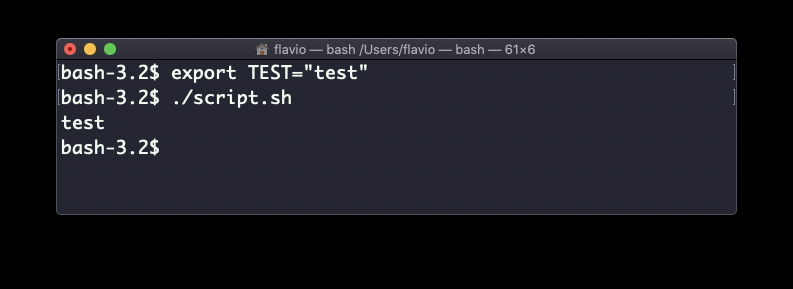 flavio — bash /Users/flavio — bash — 61×6
bash-3.2$ export TEST="test"
bash-3.2$ ./script.sh
test
bash-3.2$